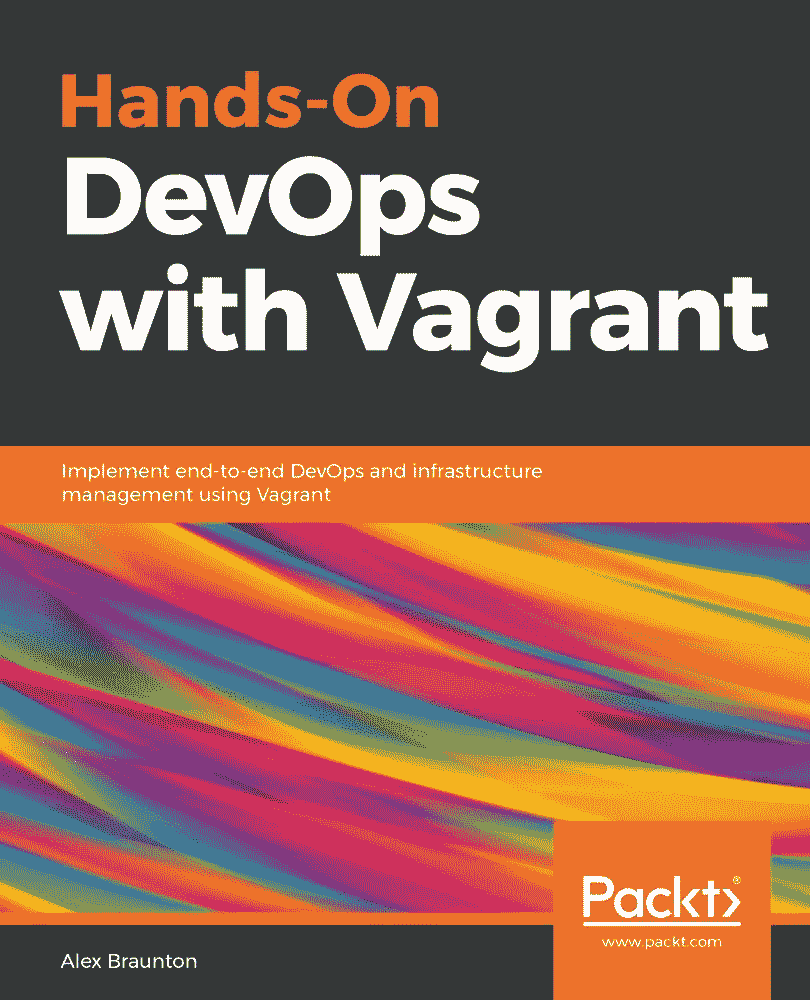 Hands-On
DevOps
with Vagrant
Implement end-to-end DevOps and infrastructure
management using Vagrant
Packt>®
www.packt.com
Alex Braunton